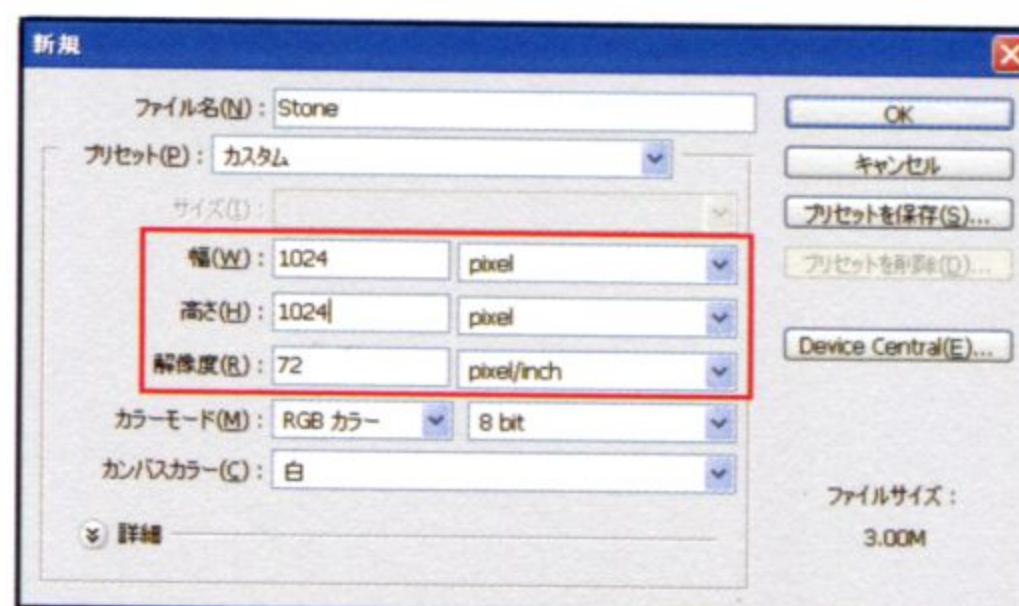 新規
ファイル名(N): Stone
OK
プリセット(P): カスタム
キャンセル
サイズ(I):
プリセットを保存(S)...
幅(W): 1024 pixel
プリセットを削除(D)...
高さ(H): 1024 pixel
解像度(R): 72 pixel/inch
Device Central(E)...
カラーモード(M): RGB カラー 8 bit
カンバスカラー(C): 白
ファイルサイズ:
詳細
3.00M